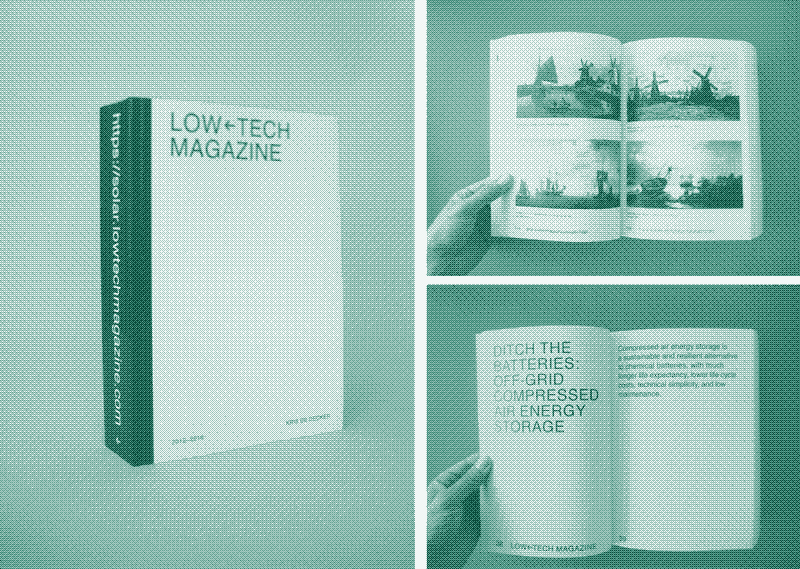 LOW←TECH
MAGAZINE
https://solar.lowtechmagazine.com
2012–2018
KRIS DE DECKER
DITCH THE
BATTERIES:
OFF-GRID
COMPRESSED
AIR ENERGY
STORAGE
LOW←TECH MAGAZINE
Compressed air energy storage is
a sustainable and resilient alternative
to chemical batteries, with much
longer life expectancy, lower life cycle
costs, technical simplicity, and low
maintenance.